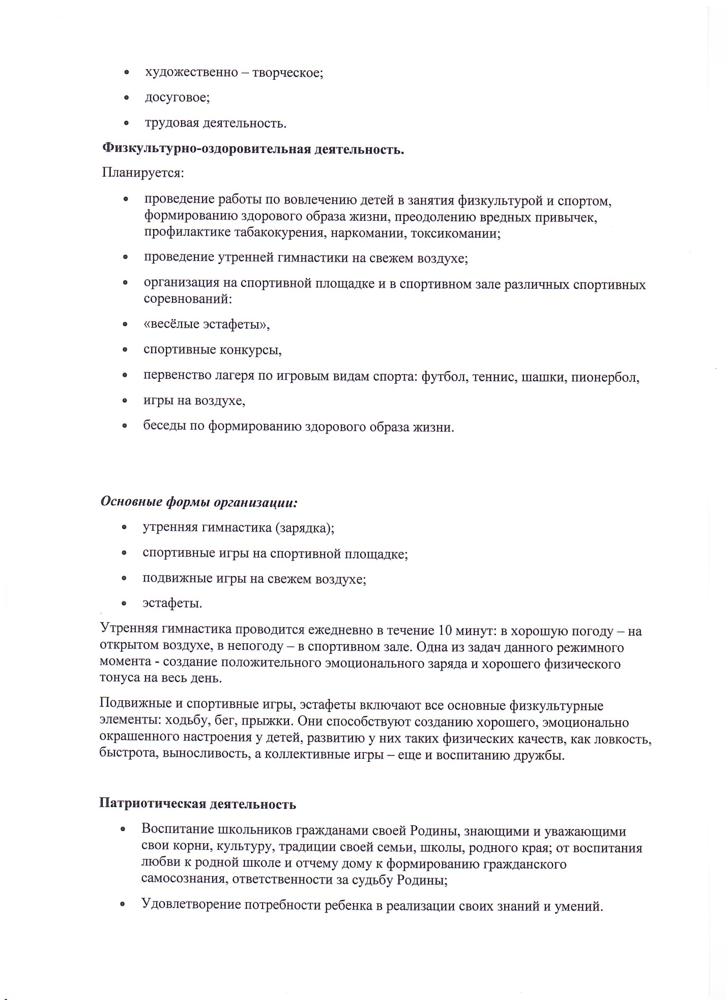 • художественно – творческое;
• досуговое;
• трудовая деятельность.
Физкультурно-оздоровительная деятельность.
Планируется:
• проведение работы по вовлечению детей в занятия физкультурой и спортом,
формированию здорового образа жизни, преодолению вредных привычек,
профилактике табакокурения, наркомании, токсикомании;
• проведение утренней гимнастики на свежем воздухе;
• организация на спортивной площадке и в спортивном зале различных спортивных
соревнований:
• «весёлые эстафеты»,
• спортивные конкурсы,
• первенство лагеря по игровым видам спорта: футбол, теннис, шашки, пионербол,
• игры на воздухе,
• беседы по формированию здорового образа жизни.
Основные формы организации:
• утренняя гимнастика (зарядка);
• спортивные игры на спортивной площадке;
• подвижные игры на свежем воздухе;
• эстафеты.
Утренняя гимнастика проводится ежедневно в течение 10 минут: в хорошую погоду – на
открытом воздухе, в непогоду – в спортивном зале. Одна из задач данного режимного
момента - создание положительного эмоционального заряда и хорошего физического
тонуса на весь день.
Подвижные и спортивные игры, эстафеты включают все основные физкультурные
элементы: ходьбу, бег, прыжки. Они способствуют созданию хорошего, эмоционально
окрашенного настроения у детей, развитию у них таких физических качеств, как ловкость,
быстрота, выносливость, а коллективные игры – еще и воспитанию дружбы.
Патриотическая деятельность
• Воспитание школьников гражданами своей Родины, знающими и уважающими
свои корни, культуру, традиции своей семьи, школы, родного края; от воспитания
любви к родной школе и отчему дому к формированию гражданского
самосознания, ответственности за судьбу Родины;
• Удовлетворение потребности ребенка в реализации своих знаний и умений.